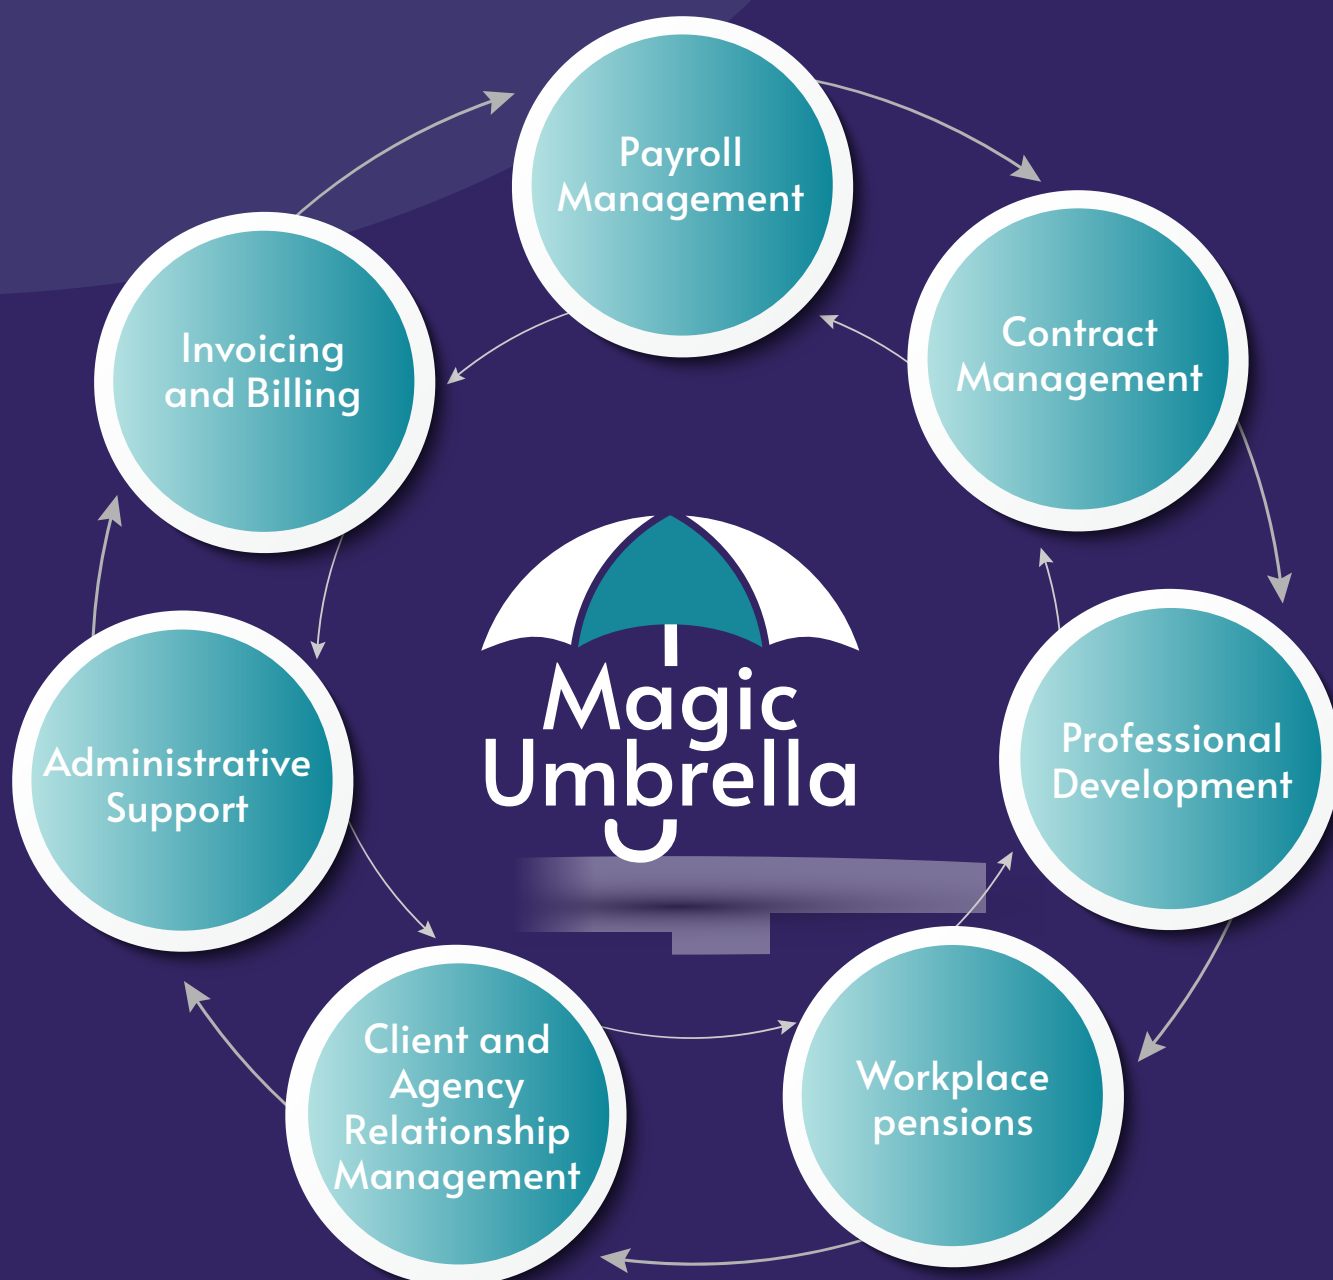 Payroll
Management
Contract
Management
Invoicing
and Billing
Magic
Umbrella
Professional
Development
Administrative
Support
Client and
Agency
Relationship
Management
Workplace
pensions